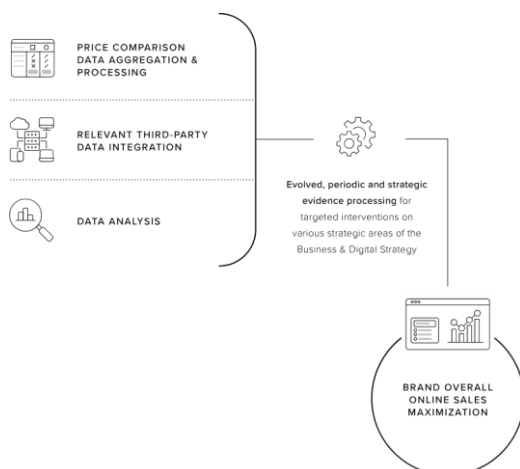 PRICE COMPARISON
DATA AGGREGATION &
PROCESSING
RELEVANT THIRD-PARTY
DATA INTEGRATION
DATA ANALYSIS
Evolved, periodic and strategic
evidence processing for
targeted interventions on
various strategic areas of the
Business & Digital Strategy
BRAND OVERALL
ONLINE SALES
MAXIMIZATION